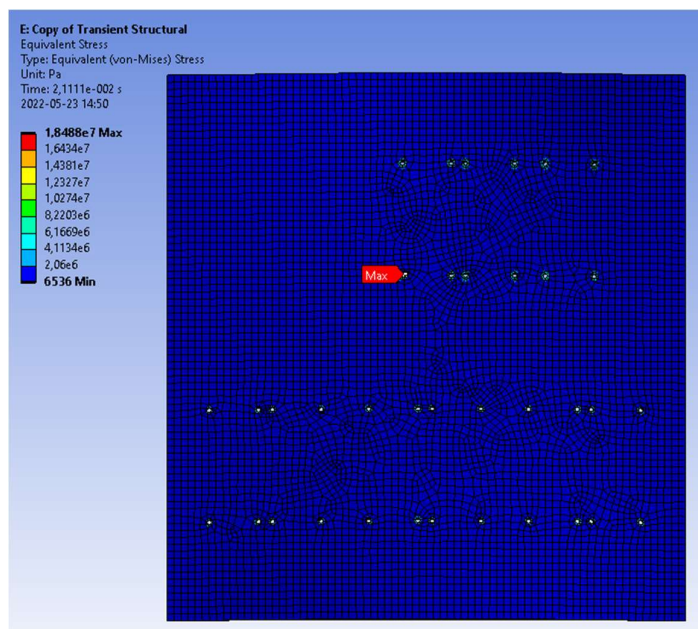 E: Copy of Transient Structural
Equivalent Stress
Type: Equivalent (von-Mises) Stress
Unit: Pa
Time: 2,1111e-002 s
2022-05-23 14:50
1,8488e7 Max
1,6434e7
1,4381e7
1,2327e7
1,0274e7
8,2203e6
6,1669e6
4,1134e6
2,06e6
6536 Min
Max